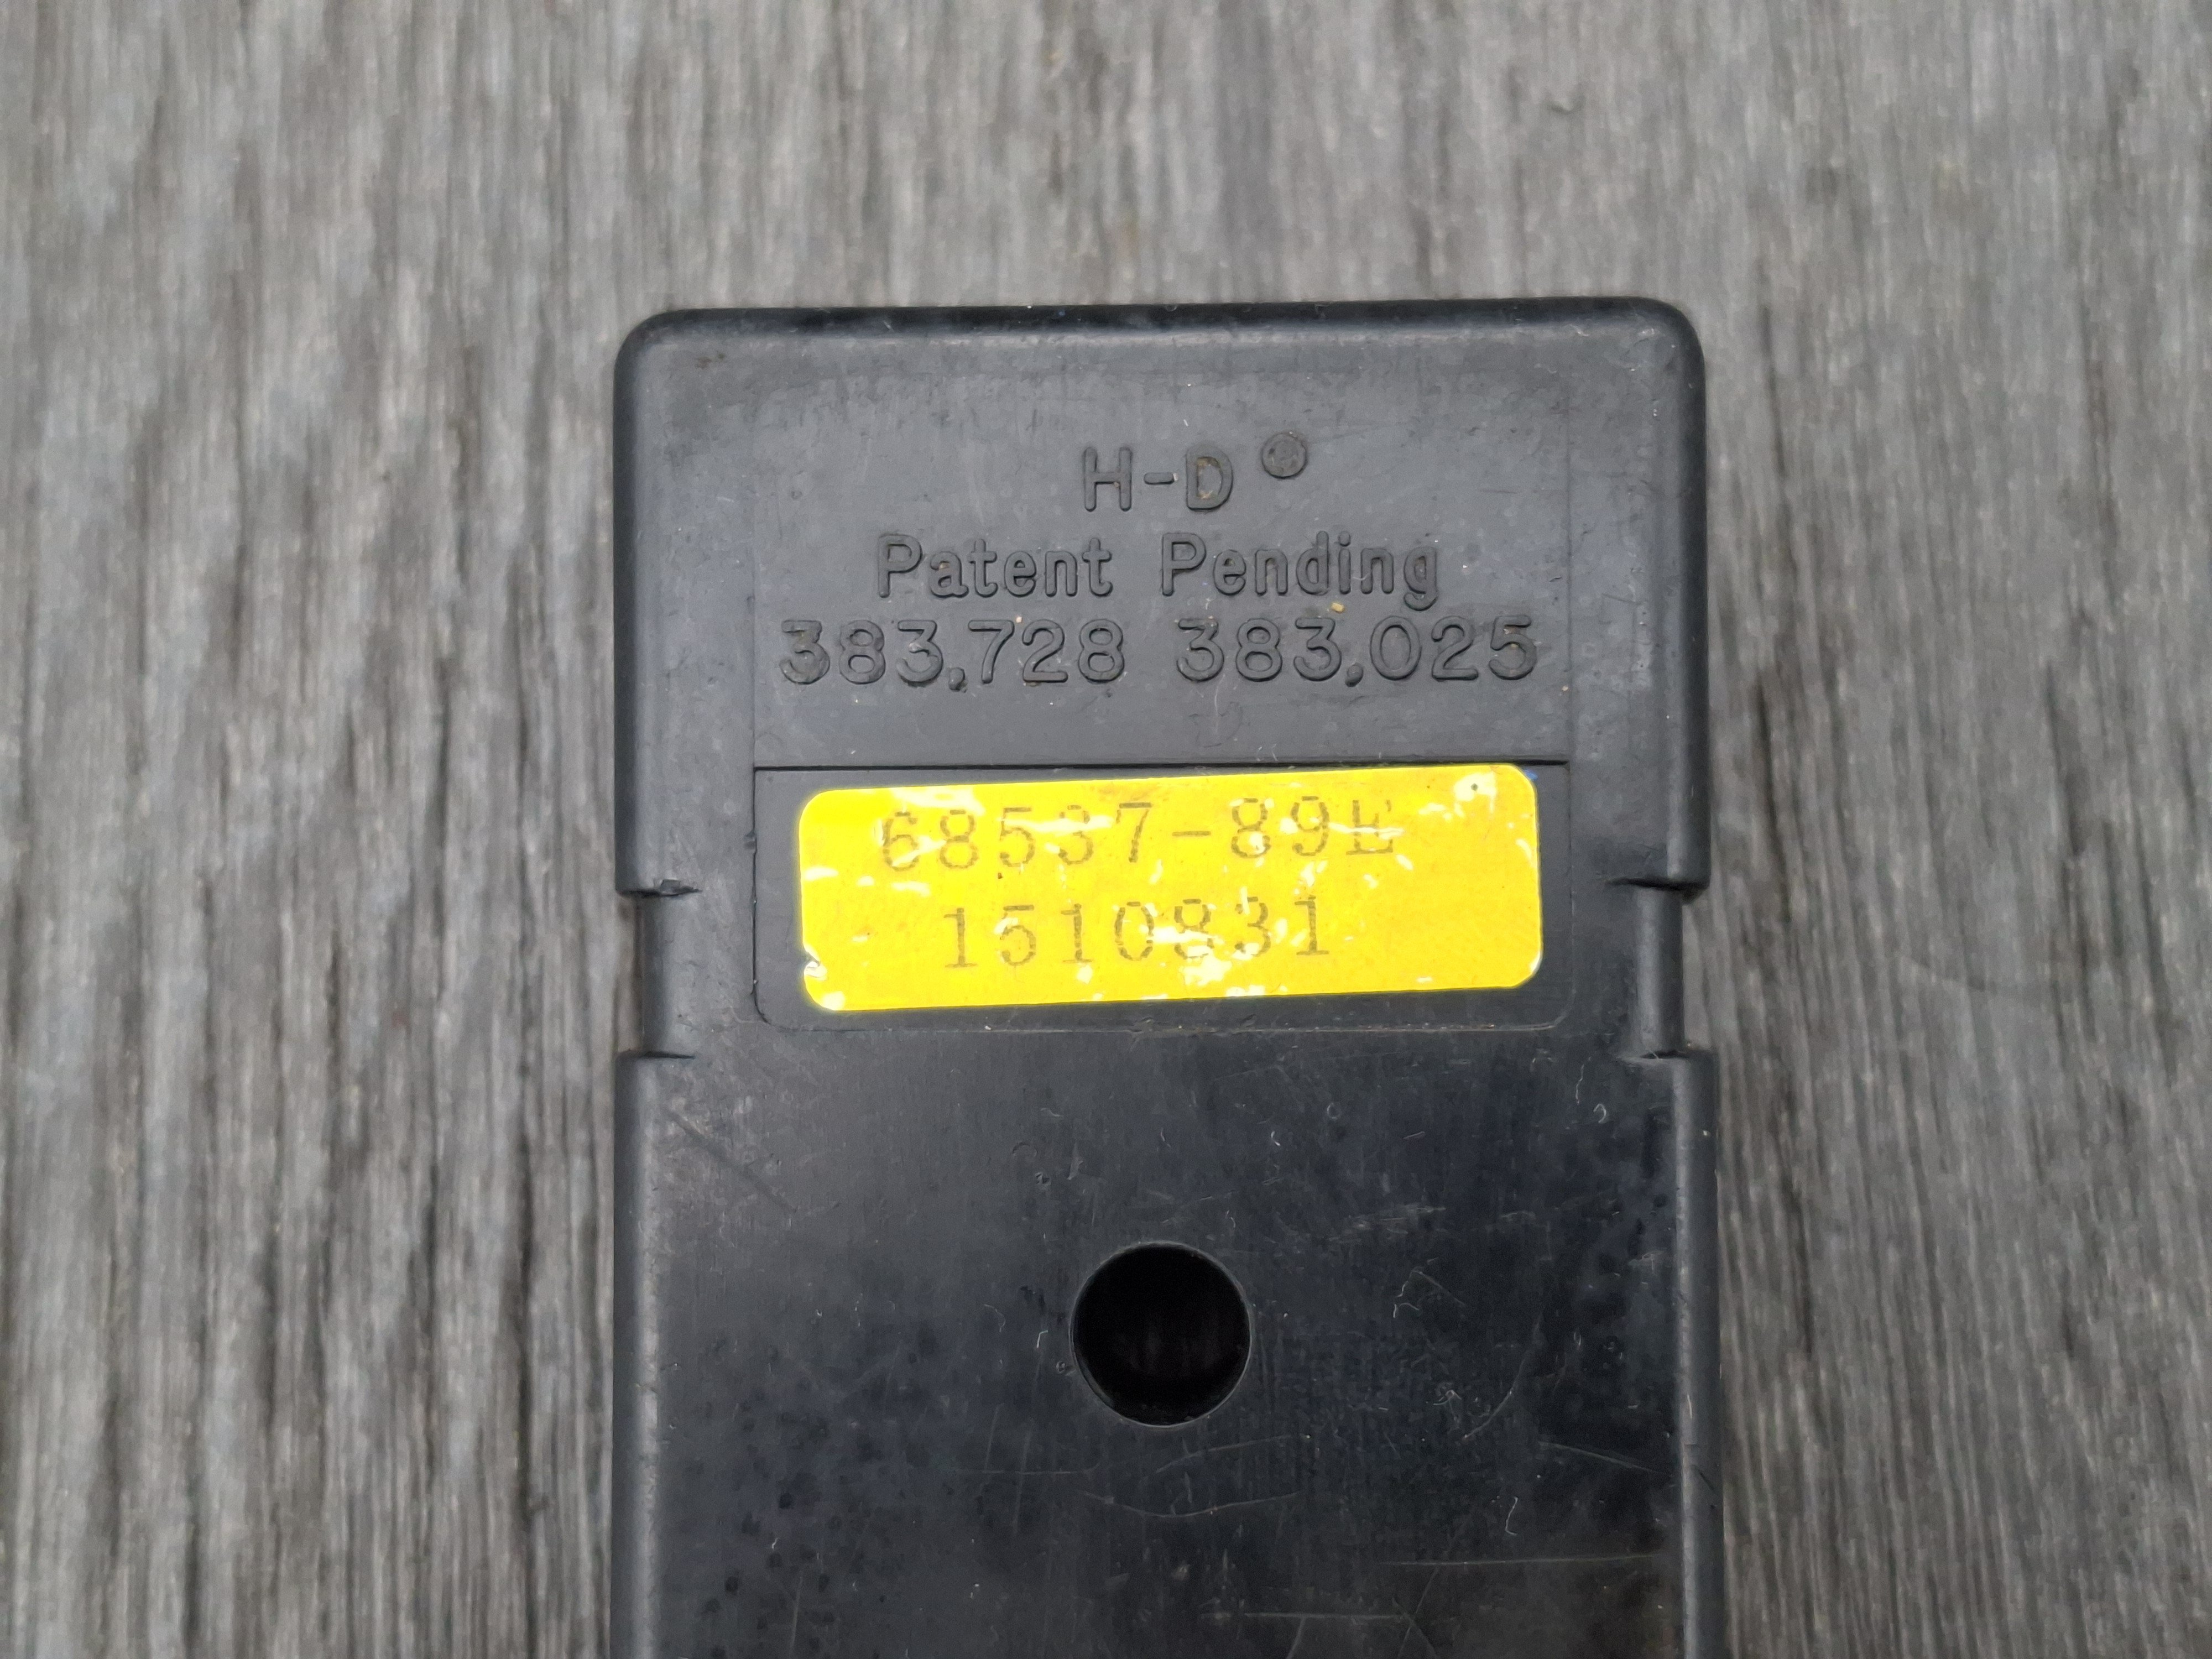 H-D®
Patent Pending
383,728 383,025
68537-89E
1510831